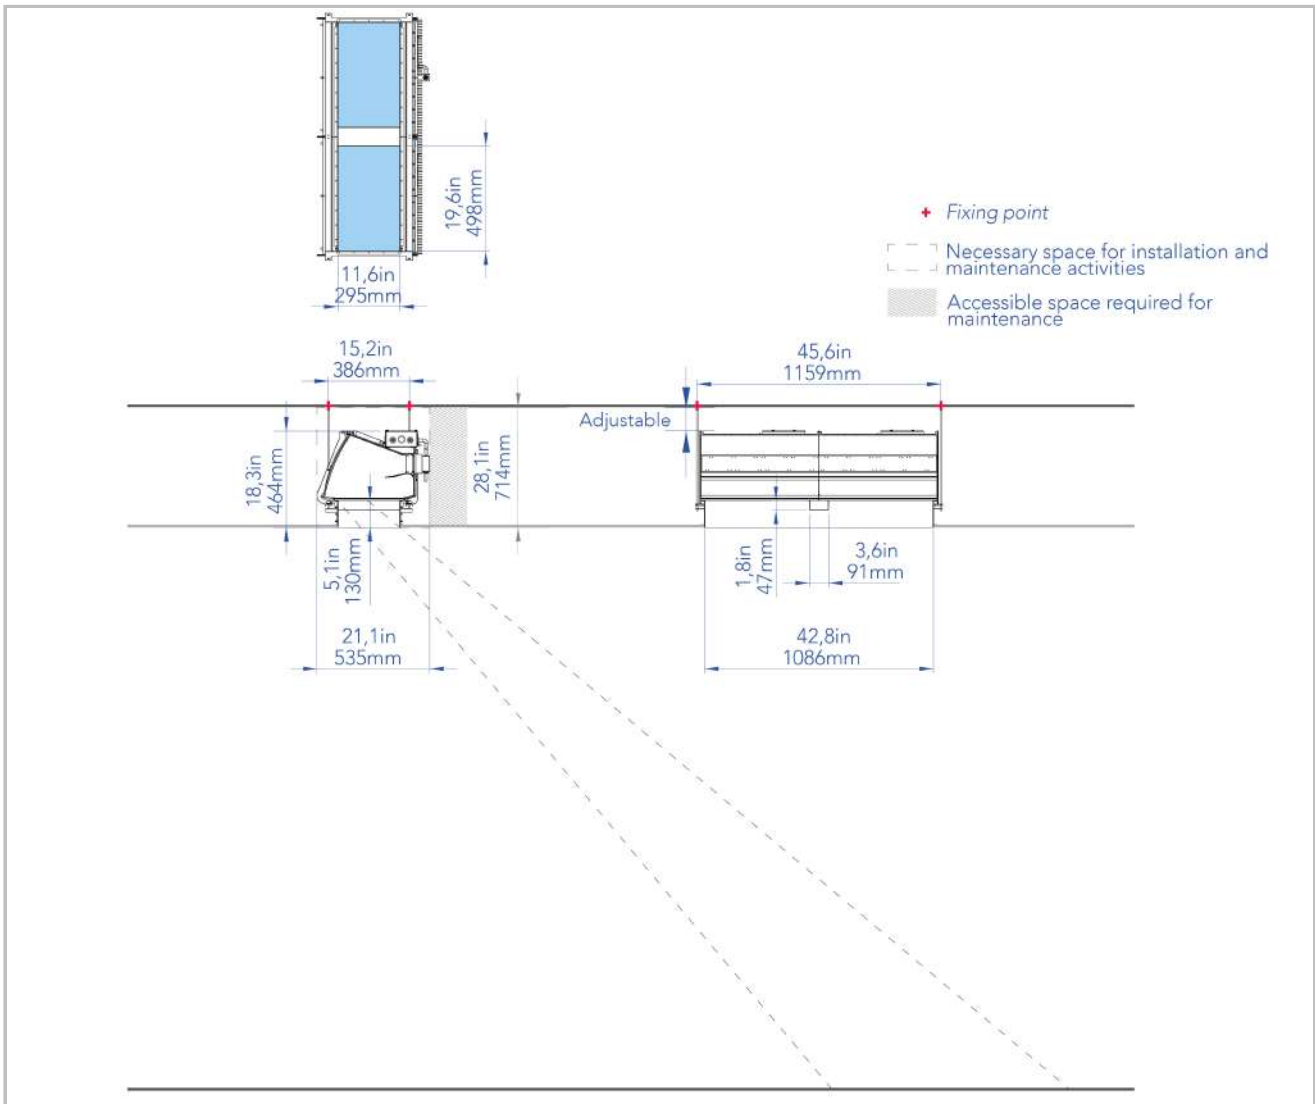 19,6in
498mm
11,6in
295mm
Fixing point
Necessary space for installation and
maintenance activities
Accessible space required for
maintenance
15,2in
386mm
45,6in
1159mm
Adjustable
18,3in
464mm
28,1in
714mm
5,1in
130mm
1,8in
47mm
3,6in
91mm
21,1in
535mm
42,8in
1086mm